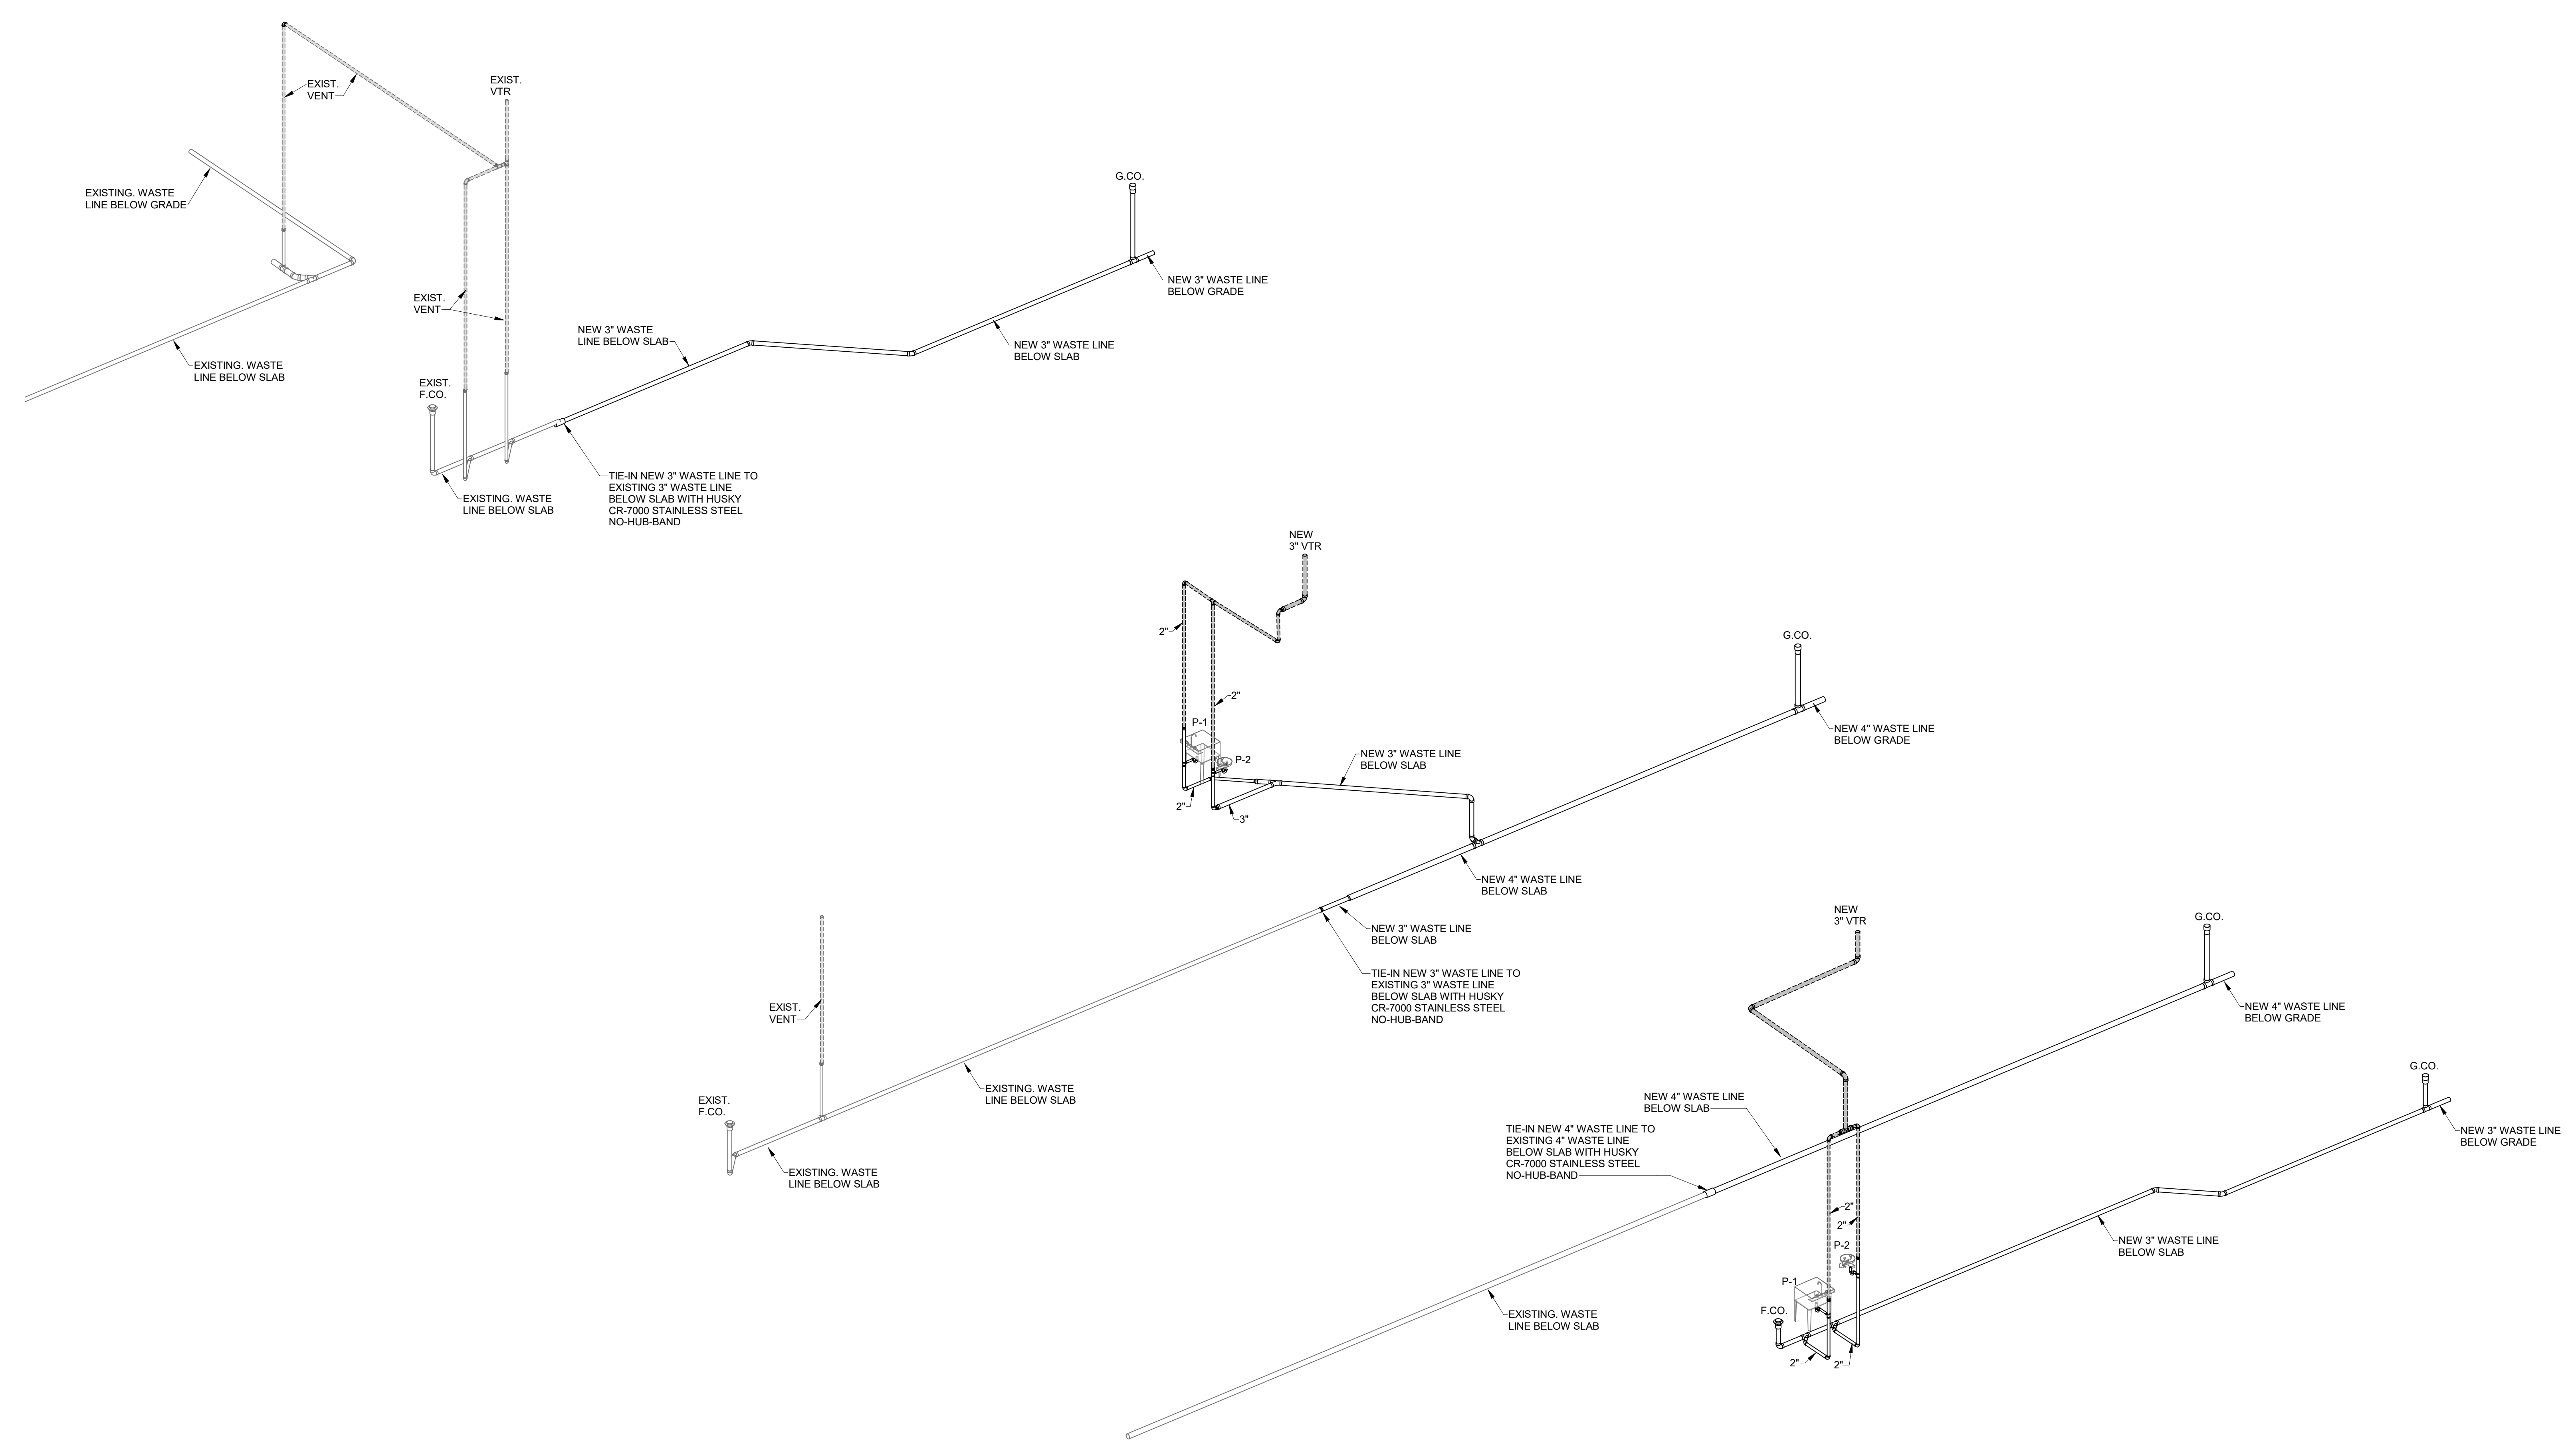 EXIST.
VENT
EXIST.
VTR
EXISTING. WASTE
LINE BELOW GRADE
G.CO.
NEW 3" WASTE LINE
BELOW GRADE
EXIST.
VENT
NEW 3" WASTE
LINE BELOW SLAB
NEW 3" WASTE LINE
BELOW SLAB
EXISTING. WASTE
LINE BELOW SLAB
EXIST.
F.CO.
TIE-IN NEW 3" WASTE LINE TO
EXISTING 3" WASTE LINE
BELOW SLAB WITH HUSKY
CR-7000 STAINLESS STEEL
NO-HUB-BAND
EXISTING. WASTE
LINE BELOW SLAB
NEW
3" VTR
2"
G.CO.
2"
P-1
NEW 4" WASTE LINE
BELOW GRADE
P-2
NEW 3" WASTE LINE
BELOW SLAB
2"
3"
NEW 4" WASTE LINE
BELOW SLAB
NEW 3" WASTE LINE
BELOW SLAB
TIE-IN NEW 3" WASTE LINE TO
EXISTING 3" WASTE LINE
BELOW SLAB WITH HUSKY
CR-7000 STAINLESS STEEL
NO-HUB-BAND
EXIST.
VENT
EXISTING. WASTE
LINE BELOW SLAB
EXIST.
F.CO.
EXISTING. WASTE
LINE BELOW SLAB
NEW
3" VTR
G.CO.
NEW 4" WASTE LINE
BELOW GRADE
G.CO.
NEW 4" WASTE LINE
BELOW SLAB
TIE-IN NEW 4" WASTE LINE TO
EXISTING 4" WASTE LINE
BELOW SLAB WITH HUSKY
CR-7000 STAINLESS STEEL
NO-HUB-BAND
NEW 3" WASTE LINE
BELOW GRADE
2"
2"
P-2
NEW 3" WASTE LINE
BELOW SLAB
P-1
F.CO.
EXISTING. WASTE
LINE BELOW SLAB
2"
2"